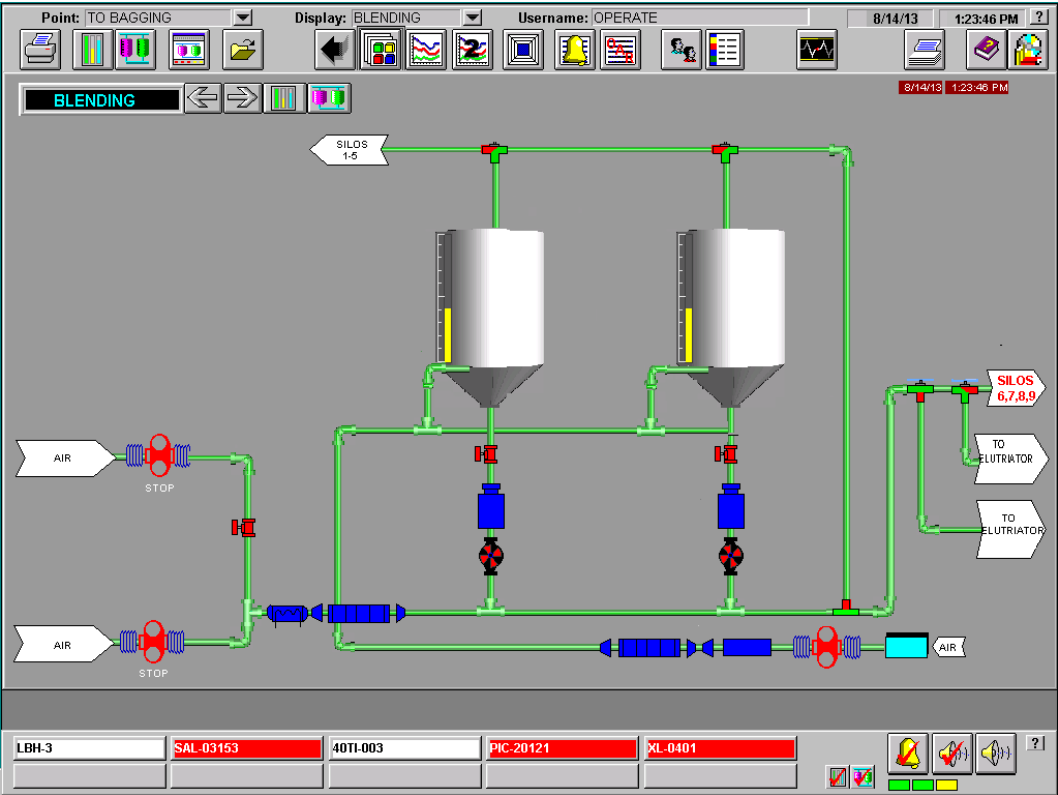 Point: TO BAGGING Display: BLENDING Username: OPERATE 8/14/13 1:23:46 PM ?
2
BLENDING
8/14/13 1:23:46 PM
SILOS
1-5
SILOS
6,7,8,9
TO
ELUTRIATOR
AIR
STOP
TO
ELUTRIATOR
AIR
STOP
AIR
LBH-3 SAL-03153 40TI-003 PIC-20121 XL-0401 ?